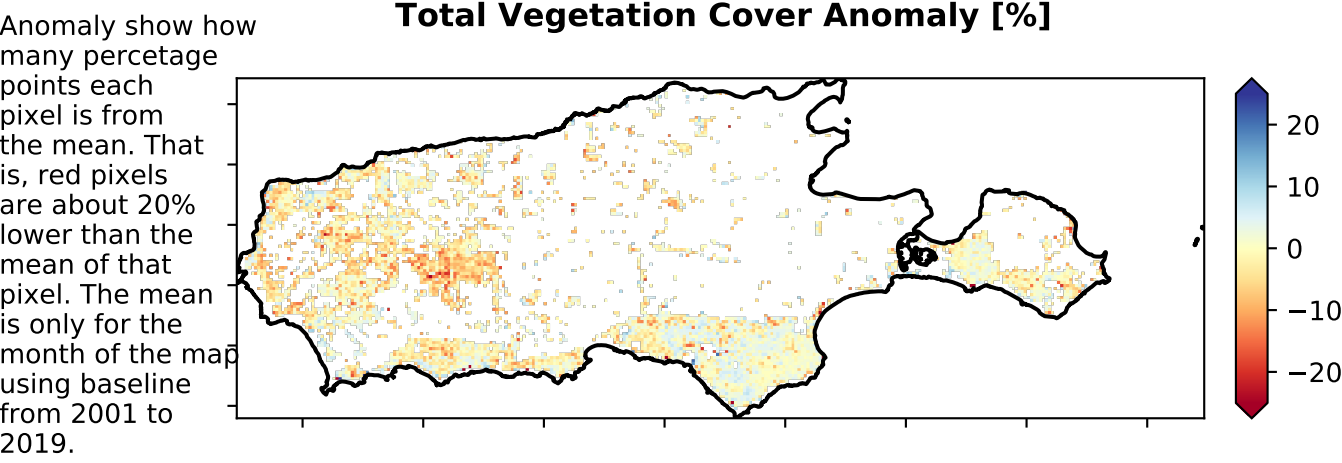 Total Vegetation Cover Anomaly [%]
Anomaly show how
many percetage
points each
pixel is from
the mean. That
is, red pixels
are about 20%
lower than the
mean of that
pixel. The mean
is only for the
month of the map
using baseline
from 2001 to
2019.
20
10
0
−10
−20